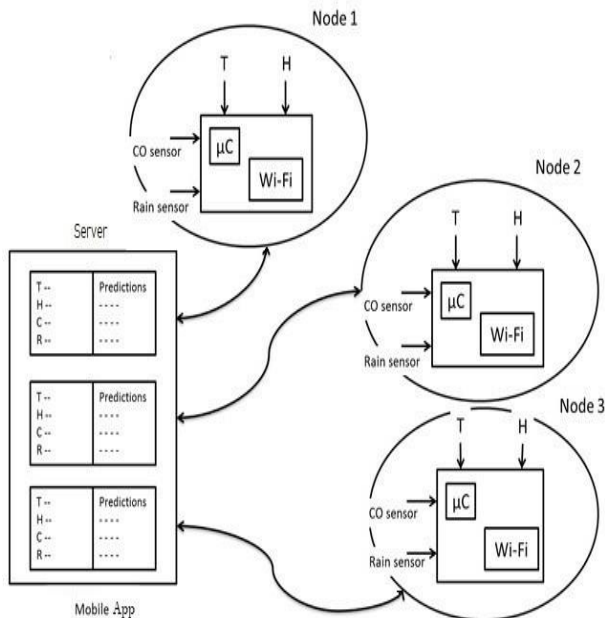 Node 1
T H
CO sensor
µC
Rain sensor
Wi-Fi
Node 2
T H
CO sensor
µC
Rain sensor
Wi-Fi
Node 3
T H
CO sensor
µC
Rain sensor
Wi-Fi
Server
T -- Predictions
H -- ----
C -- ----
R -- ----
T -- Predictions
H -- ----
C -- ----
R -- ----
T -- Predictions
H -- ----
C -- ----
R -- ----
Mobile App